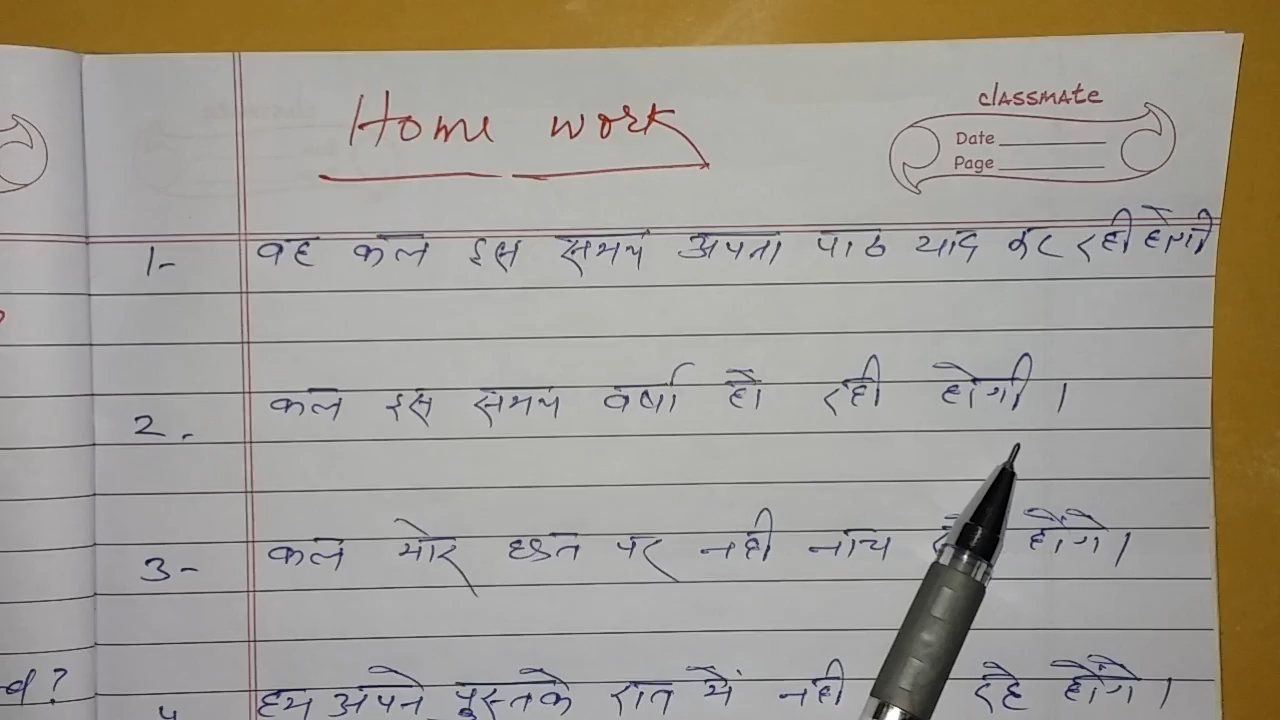 Home work
classmate
Date
Page
1- वह कल इस समय अपना पाठ याद कर रही होगी
2. कल इस समय वर्षा हो रही होगी ।
3- कल मोर छत पर नही नाच होंगे ।
d?
4 हम अपने पुस्तके रात में नही रहे होंगे ।